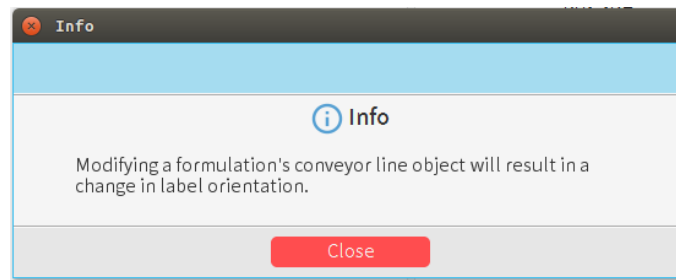 Info
Info
Modifying a formulation's conveyor line object will result in a
change in label orientation.
Close